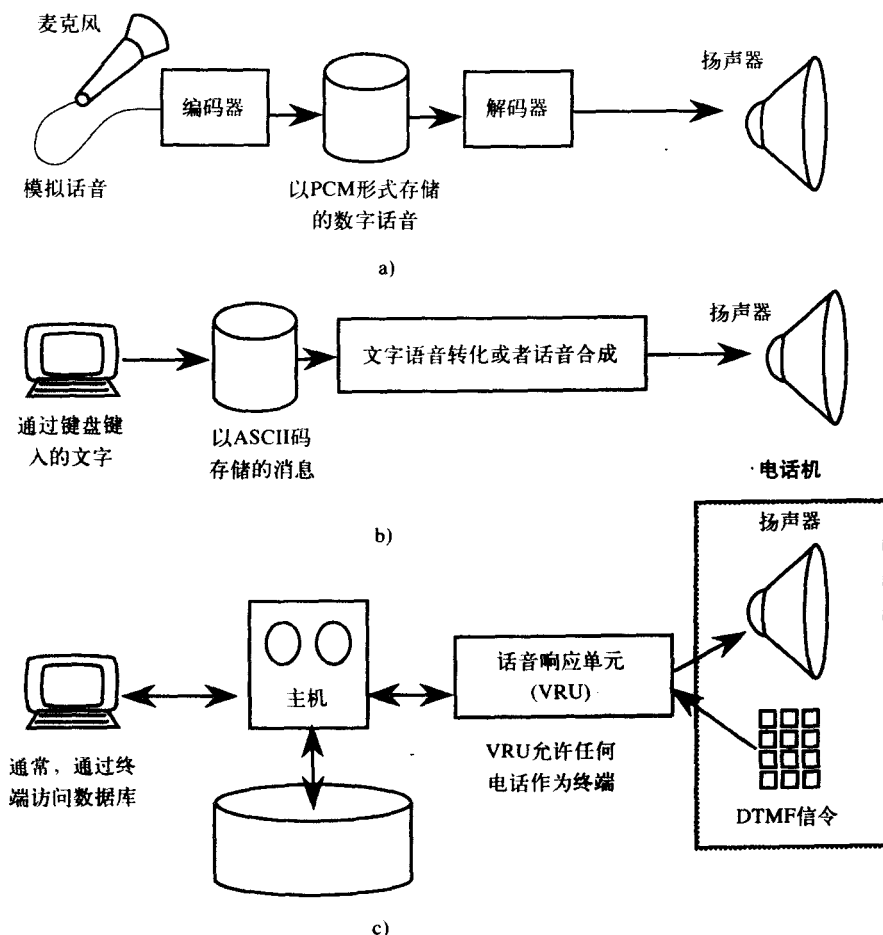 麦克风
扬声器
编码器
解码器
模拟话音
以PCM形式存储
的数字话音
a)
扬声器
文字语音转化或者话音合成
通过键盘键
入的文字
以ASCII码
存储的消息
电话机
b)
扬声器
主机
话音响应单元
(VRU)
通常，通过终
端访问数据库
VRU允许任何
电话作为终端
DTMF信令
c)